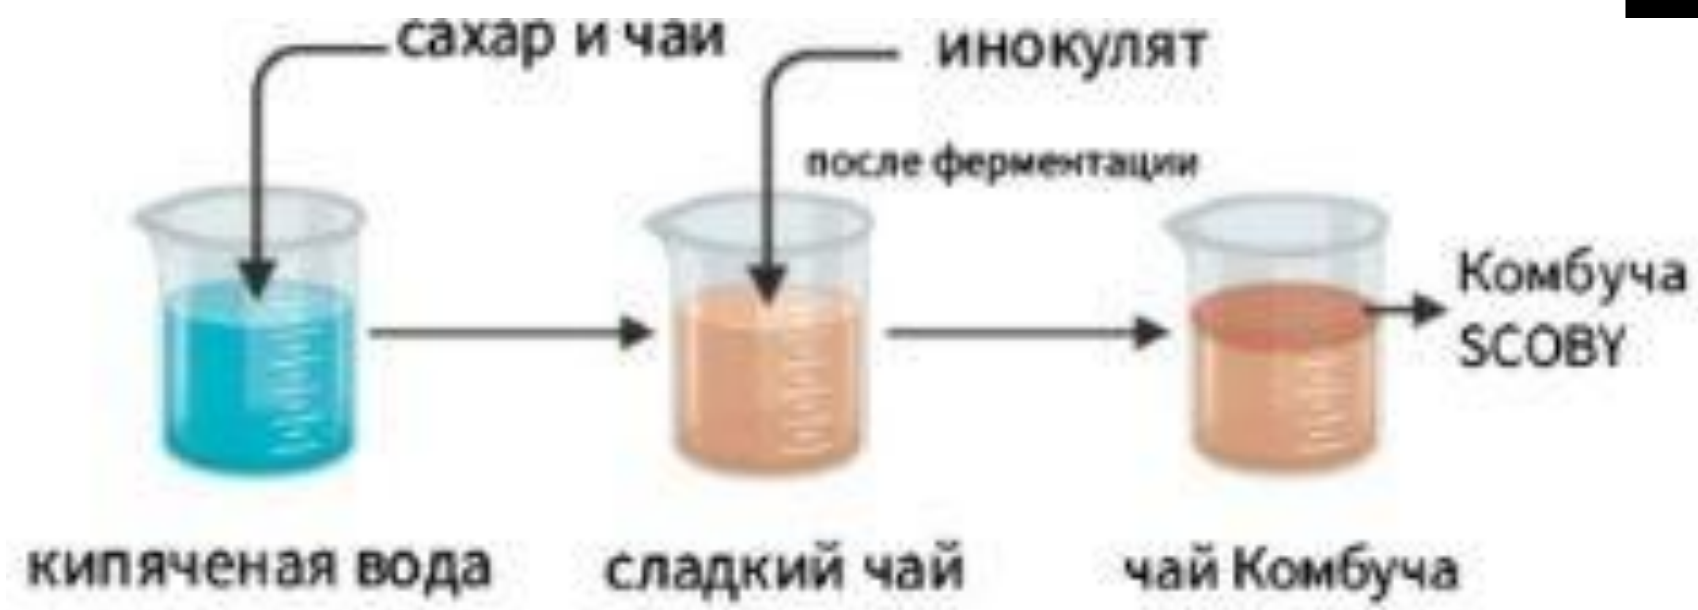 сахар и чаи
инокулят
после ферментации
Комбуча
SCOBY
кипяченая вода
сладкий чай
чай Комбуча